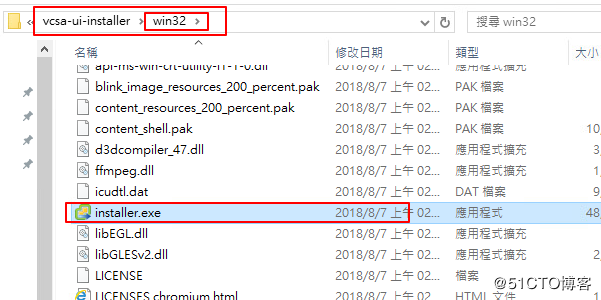 « vcsa-ui-installer › win32 ›
搜尋 win32
名稱 修改日期 類型 大小
api-ms-win-crt-utility-l1-1-0.dll 2018/8/7 上午 02... 應用程式擴充
blink_image_resources_200_percent.pak 2018/8/7 上午 02... PAK 檔案
content_resources_200_percent.pak 2018/8/7 上午 02... PAK 檔案
content_shell.pak 2018/8/7 上午 02... PAK 檔案 10,
d3dcompiler_47.dll 2018/8/7 上午 02... 應用程式擴充 3,
ffmpeg.dll 2018/8/7 上午 02... 應用程式擴充 1,
icudtl.dat 2018/8/7 上午 02... DAT 檔案 9,
installer.exe 2018/8/7 上午 02... 應用程式 48,
libEGL.dll 2018/8/7 上午 02... 應用程式擴充
libGLESv2.dll 2018/8/7 上午 02... 應用程式擴充
LICENSE 2018/8/7 上午 02... 檔案
LICENSES.chromium.html 2018/8/7 上午 02... HTML 文件 1,
@51CTO博客